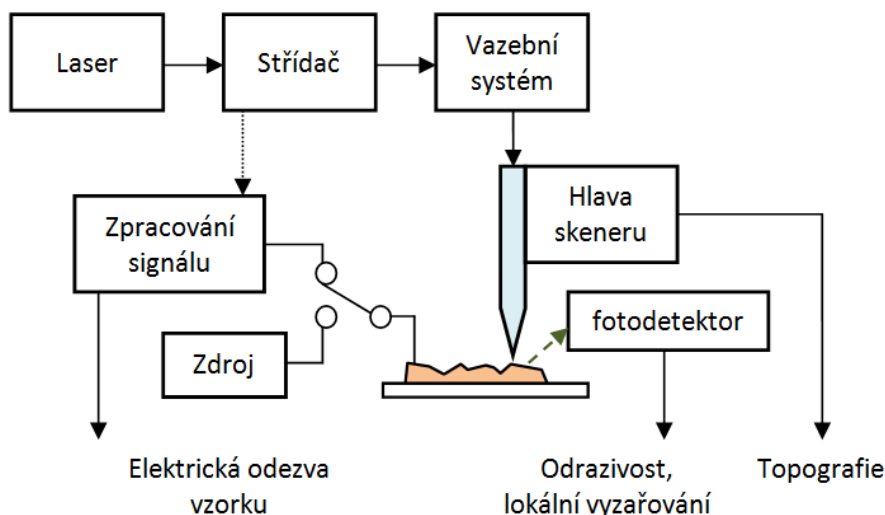 Laser
Střídač
Vazební
systém
Zpracování
signálu
Hlava
skeneru
Zdroj
fotodetektor
Elektrická odezva
vzorku
Odrazivost,
lokální vyzařování
Topografie